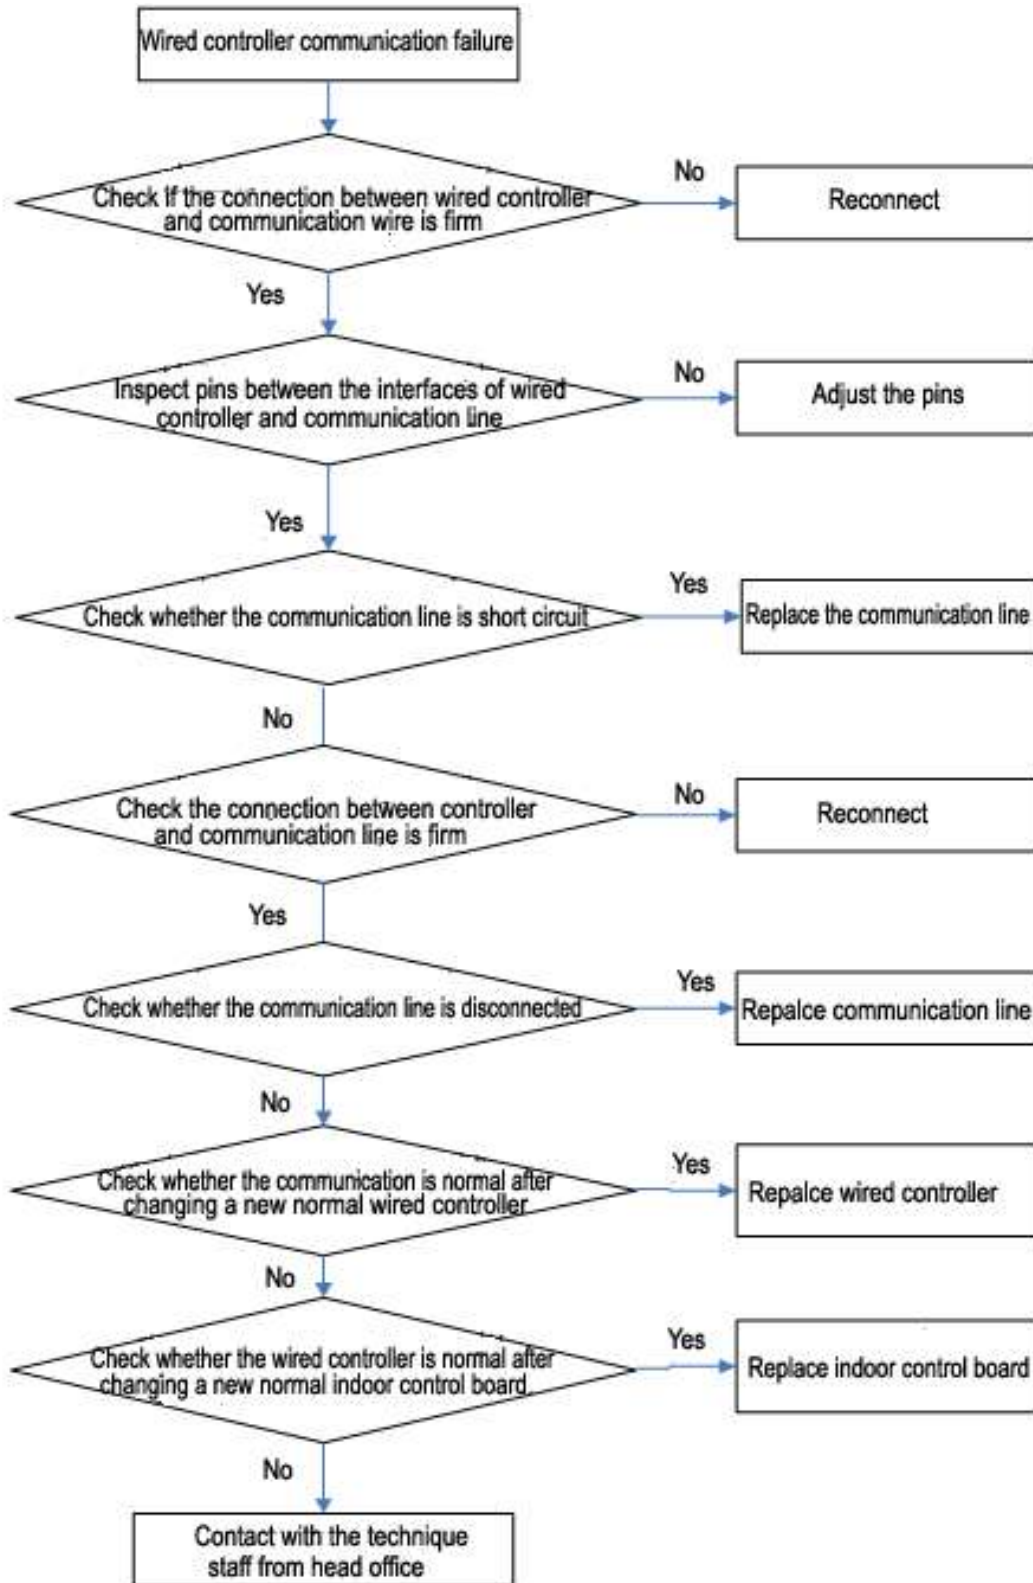 Wired controller communication failure
Check If the connection between wired controller
and communication wire is firm
No
Reconnect
Yes
Inspect pins between the interfaces of wired
controller and communication line
No
Adjust the pins
Yes
Check whether the communication line is short circuit
Yes
Replace the communication line
No
Check the connection between controller
and communication line is firm
No
Reconnect
Yes
Check whether the communication line is disconnected
Yes
Repalce communication line
No
Check whether the communication is normal after
changing a new normal wired controller
Yes
Repalce wired controller
No
Check whether the wired controller is normal after
changing a new normal indoor control board
Yes
Replace indoor control board
No
Contact with the technique
staff from head office